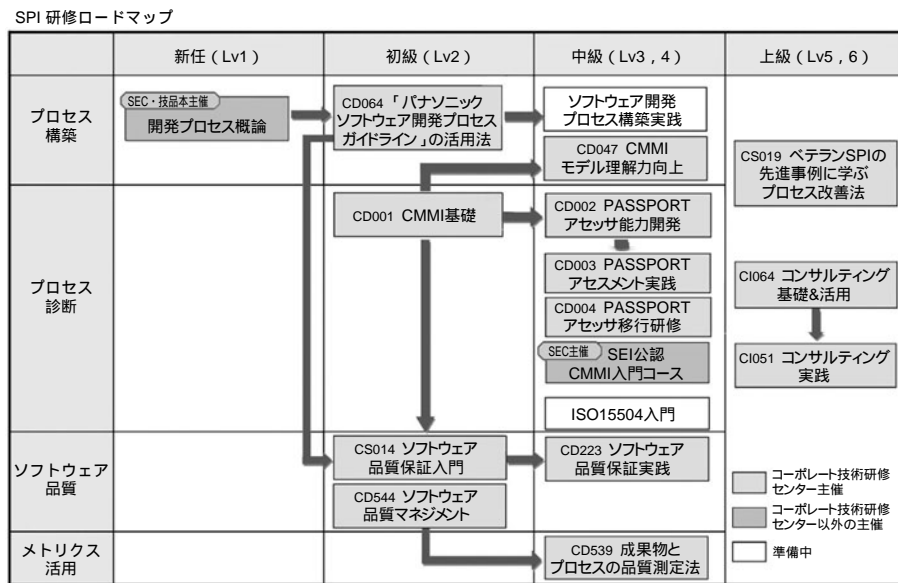 SPI 研修ロードマップ
新任（Lv1）
初級（Lv2）
中級（Lv3，4）
上級（Lv5，6）
プロセス
構築
SEC・技品本主催
開発プロセス概論
CD064「パナソニック
ソフトウェア開発プロセス
ガイドライン」の活用法
ソフトウェア開発
プロセス構築実践
CD047 CMMI
モデル理解力向上
CS019 ベテランSPIの
先進事例に学ぶ
プロセス改善法
プロセス
診断
CD001 CMMI基礎
CD002 PASSPORT
アセッサ能力開発
CD003 PASSPORT
アセスメント実践
CD004 PASSPORT
アセッサ移行研修
SEC主催
SEI公認
CMMI入門コース
ISO15504入門
CI064 コンサルティング
基礎&活用
CI051 コンサルティング
実践
ソフトウェア
品質
CS014 ソフトウェア
品質保証入門
CD544 ソフトウェア
品質マネジメント
CD223 ソフトウェア
品質保証実践
メトリクス
活用
CD539 成果物と
プロセスの品質測定法
コーポレート技術研修
センター主催
コーポレート技術研修
センター以外の主催
準備中